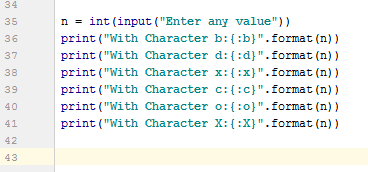 34
35 n = int(input("Enter any value"))
36 print("With Character b:{:b}".format(n))
37 print("With Character d:{:d}".format(n))
38 print("With Character x:{:x}".format(n))
39 print("With Character c:{:c}".format(n))
40 print("With Character o:{:o}".format(n))
41 print("With Character X:{:X}".format(n))
42
43